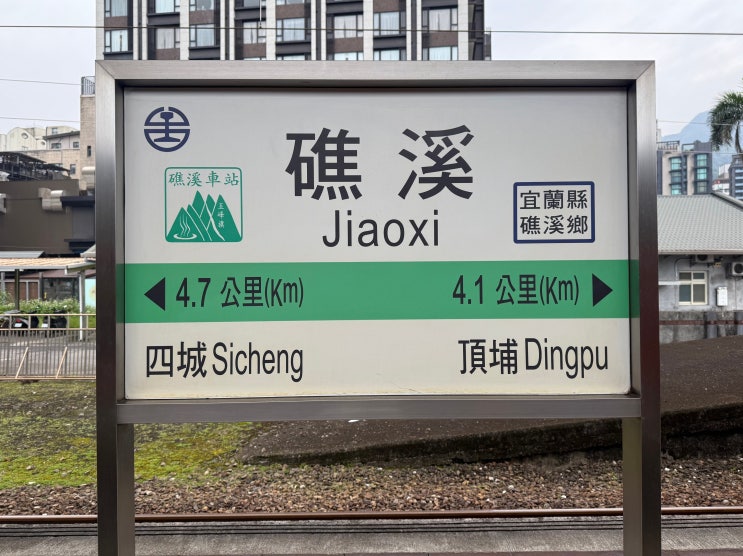 礁溪
Jiaoxi
礁溪車站
宜蘭縣
礁溪鄉
4.7 公里(Km)
4.1 公里(Km)
四城 Sicheng
頂埔 Dingpu